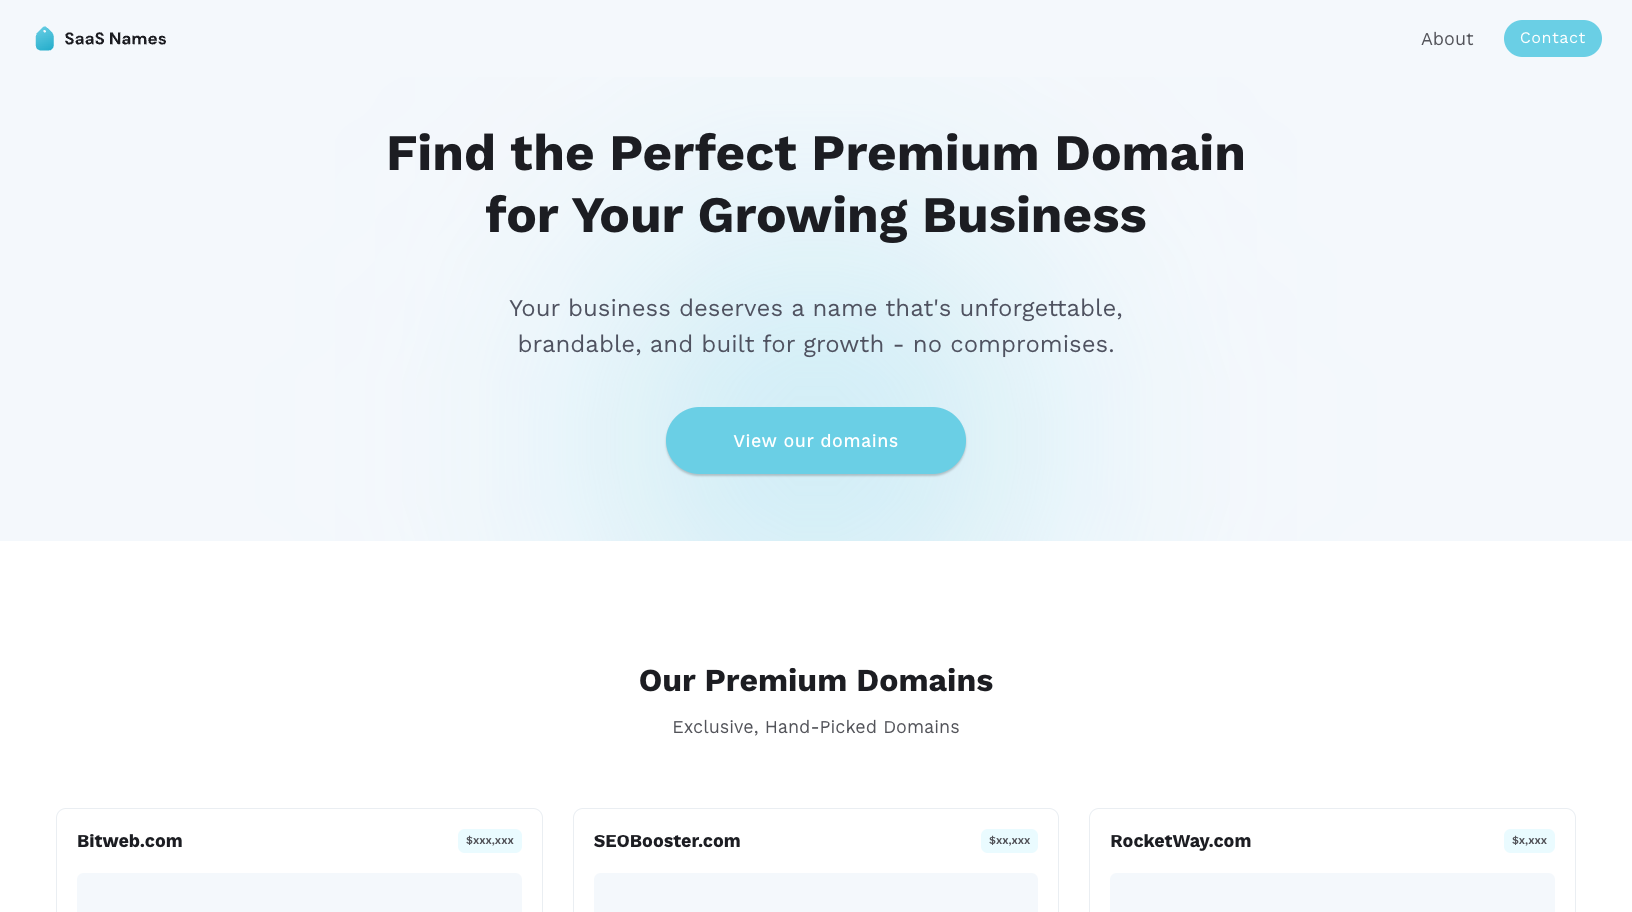 SaaS Names
About
Contact
Find the Perfect Premium Domain
for Your Growing Business
Your business deserves a name that's unforgettable,
brandable, and built for growth - no compromises.
View our domains
Our Premium Domains
Exclusive, Hand-Picked Domains
Bitweb.com
$xxx,xxx
SEOBooster.com
$xx,xxx
RocketWay.com
$x,xxx